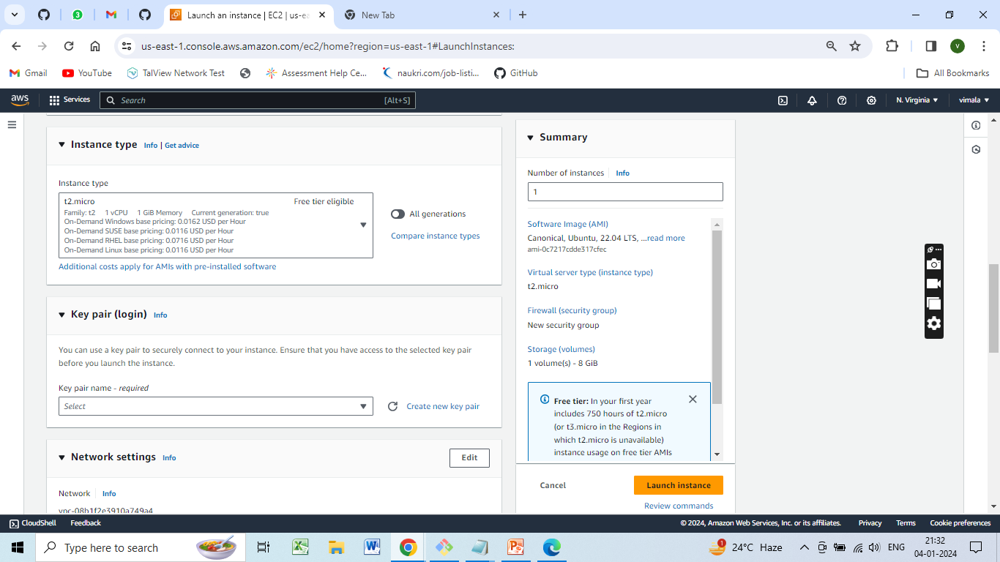 3
Launch an instance | EC2 | us-ea
New Tab
us-east-1.console.aws.amazon.com/ec2/home?region=us-east-1#LaunchInstances:
V
Gmail
YouTube
TalView Network Test
Assessment Help Ce...
naukri.com/job-listi...
GitHub
All Bookmarks
aws
Services
Search
[Alt+S]
N. Virginia
vimala
Instance type
Info | Get advice
Instance type
t2.micro
Free tier eligible
Family: t2 1 vCPU 1 GiB Memory Current generation: true
On-Demand Windows base pricing: 0.0162 USD per Hour
On-Demand SUSE base pricing: 0.0116 USD per Hour
On-Demand RHEL base pricing: 0.0716 USD per Hour
On-Demand Linux base pricing: 0.0116 USD per Hour
All generations
Compare instance types
Additional costs apply for AMIs with pre-installed software
Key pair (login)
Info
You can use a key pair to securely connect to your instance. Ensure that you have access to the selected key pair
before you launch the instance.
Key pair name - required
Select
Create new key pair
Network settings
Info
Edit
Network
Info
vpc-08b1f2e3910a749a4
Summary
Number of instances
Info
1
Software Image (AMI)
Canonical, Ubuntu, 22.04 LTS, ...read more
ami-0c7217cdde317cfec
Virtual server type (instance type)
t2.micro
Firewall (security group)
New security group
Storage (volumes)
1 volume(s) - 8 GiB
Free tier: In your first year
includes 750 hours of t2.micro
(or t3.micro in the Regions in
which t2.micro is unavailable)
instance usage on free tier AMIs
Cancel
Launch instance
Review commands
CloudShell
Feedback
© 2024, Amazon Web Services, Inc. or its affiliates.
Privacy
Terms
Cookie preferences
Type here to search
1
24°C Haze
ENG
21:32
04-01-2024